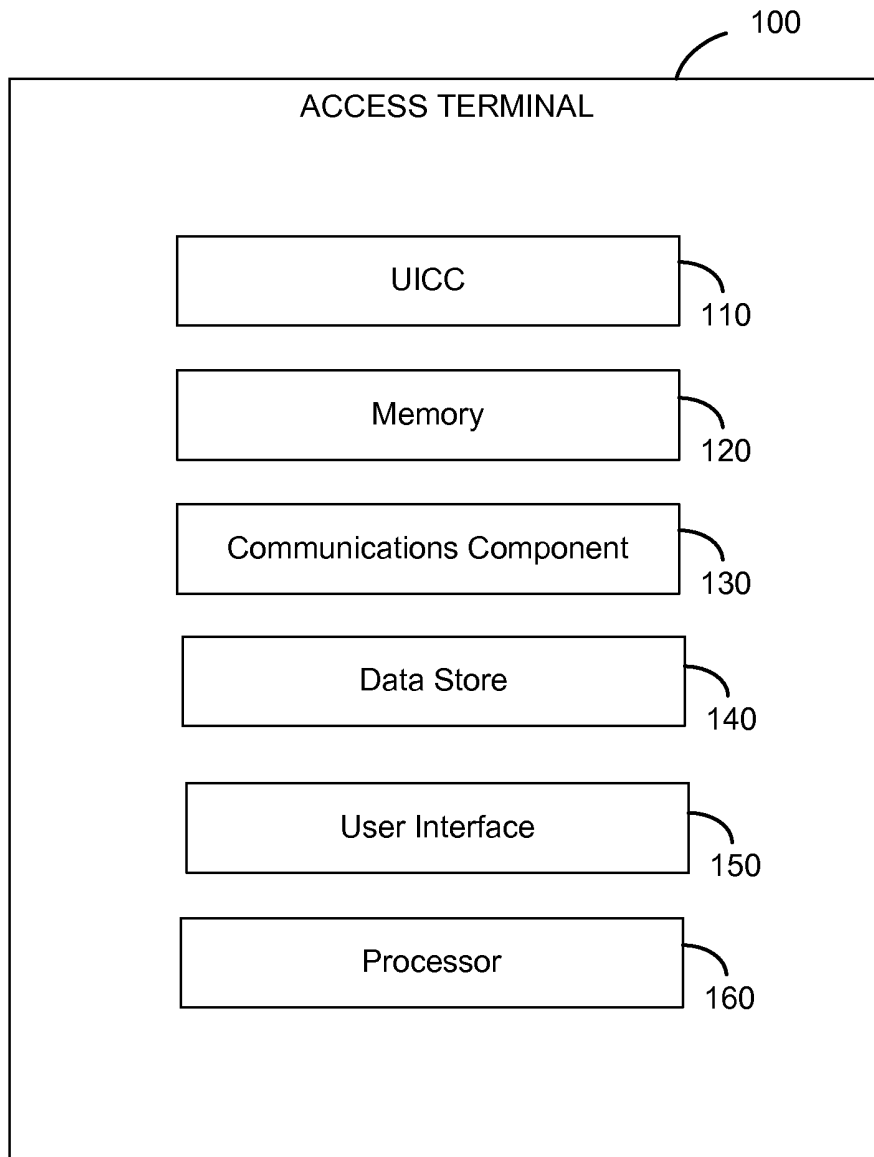 100
ACCESS TERMINAL
UICC
110
Memory
120
Communications Component
130
Data Store
140
User Interface
150
Processor
160